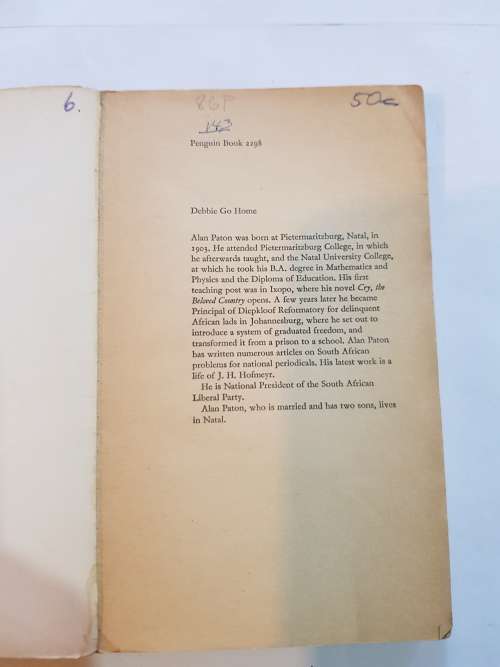 6.
86P
143
50c
Penguin Book 2298
Debbie Go Home
Alan Paton was born at Pietermaritzburg, Natal, in
1903. He attended Pietermaritzburg College, in which
he afterwards taught, and the Natal University College,
at which he took his B.A. degree in Mathematics and
Physics and the Diploma of Education. His first
teaching post was in Ixopo, where his novel Cry, the
Beloved Country opens. A few years later he became
Principal of Diepkloof Reformatory for delinquent
African lads in Johannesburg, where he set out to
introduce a system of graduated freedom, and
transformed it from a prison to a school. Alan Paton
has written numerous articles on South African
problems for national periodicals. His latest work is a
life of J. H. Hofmeyr.
He is National President of the South African
Liberal Party.
Alan Paton, who is married and has two sons, lives
in Natal.